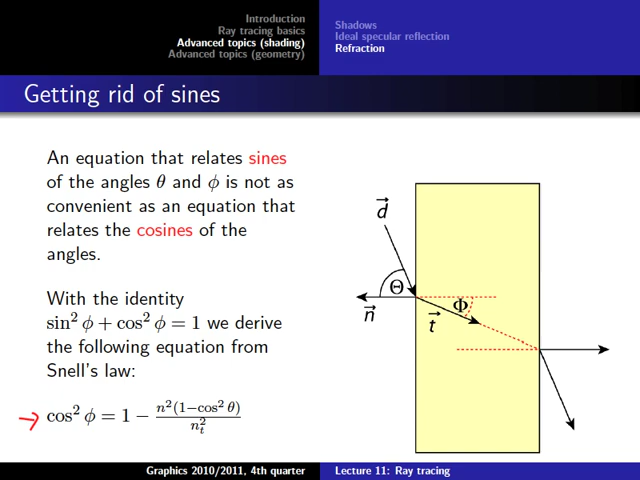 Introduction
Ray tracing basics
Advanced topics (shading)
Advanced topics (geometry)
Shadows
Ideal specular reflection
Refraction
Getting rid of sines
An equation that relates sines
of the angles θ and ϕ is not as
convenient as an equation that
relates the cosines of the
angles.
With the identity
sin² ϕ + cos² ϕ = 1 we derive
the following equation from
Snell's law:
→ cos² ϕ = 1 − n²(1−cos² θ)/n_t²
d⃗
Θ
n⃗
Φ
t⃗
Graphics 2010/2011, 4th quarter
Lecture 11: Ray tracing